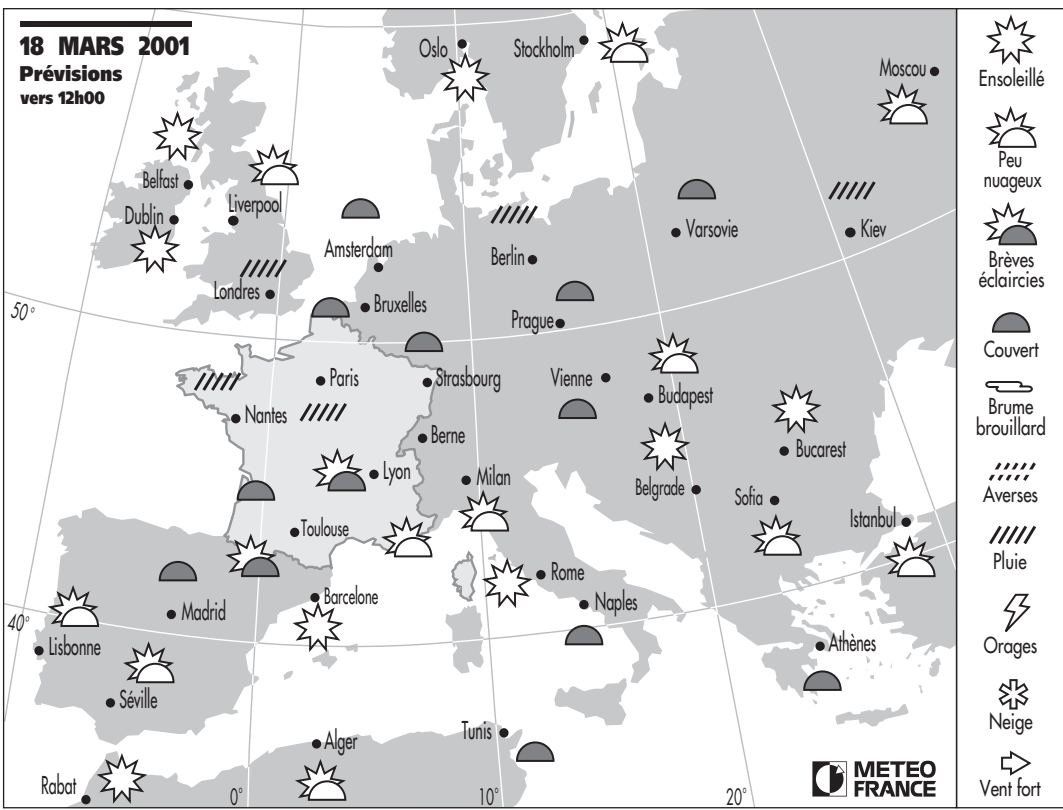 18 MARS 2001
Prévisions
vers 12h00
Oslo
Stockholm
Moscou
Belfast
Dublin
Liverpool
Amsterdam
Berlin
Varsovie
Kiev
Londres
Bruxelles
Prague
50°
Paris
Strasbourg
Vienne
Budapest
Nantes
Berne
Bucarest
Lyon
Milan
Belgrade
Sofia
Istanbul
Toulouse
Rome
Barcelone
Naples
Madrid
40°
Lisbonne
Athènes
Séville
Tunis
Alger
Rabat
0°
10°
20°
METEO
FRANCE
Ensoleillé
Peu
nuageux
Brèves
éclaircies
Couvert
Brume
brouillard
Averses
Pluie
Orages
Neige
Vent fort